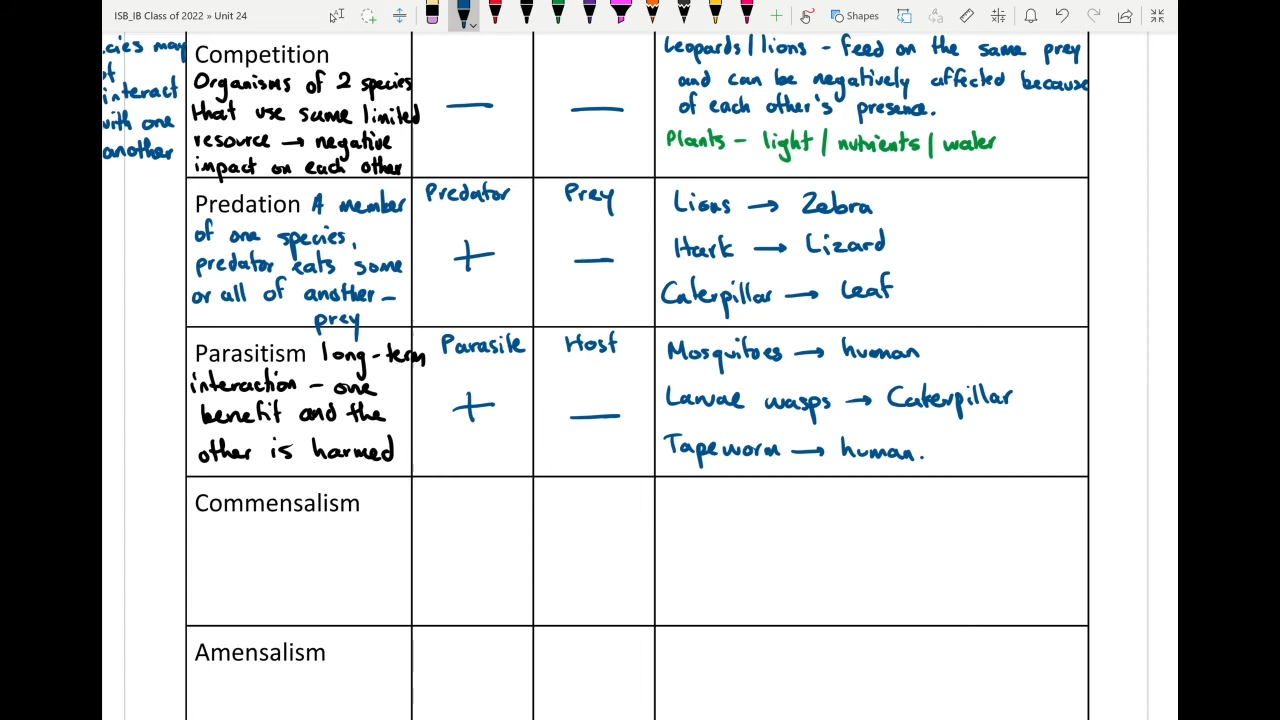 ISB_IB Class of 2022 » Unit 24
Shapes
cies may
of
interact
with one
another
Competition
Organisms of 2 species
that use same limited
resource → negative
impact on each other
— —
Leopards / lions - feed on the same prey
and can be negatively affected because
of each other's presence.
Plants - light / nutrients / water
Predation A member
of one species,
predator eats some
or all of another -
prey
Predator Prey
+ —
Lions → Zebra
Hark → Lizard
Caterpillar → Leaf
Parasitism long-term
interaction - one
benefit and the
other is harmed
Parasite Host
+ —
Mosquitoes → human
Larvae wasps → Caterpillar
Tapeworm → human.
Commensalism
Amensalism